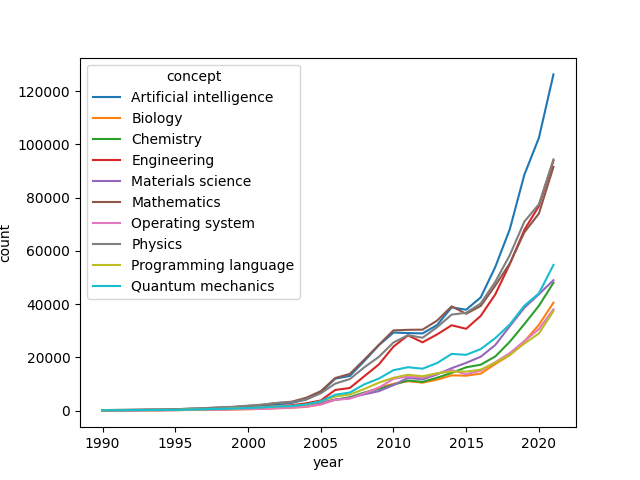 concept
Artificial intelligence
Biology
Chemistry
Engineering
Materials science
Mathematics
Operating system
Physics
Programming language
Quantum mechanics
count
120000
100000
80000
60000
40000
20000
0
1990 1995 2000 2005 2010 2015 2020
year